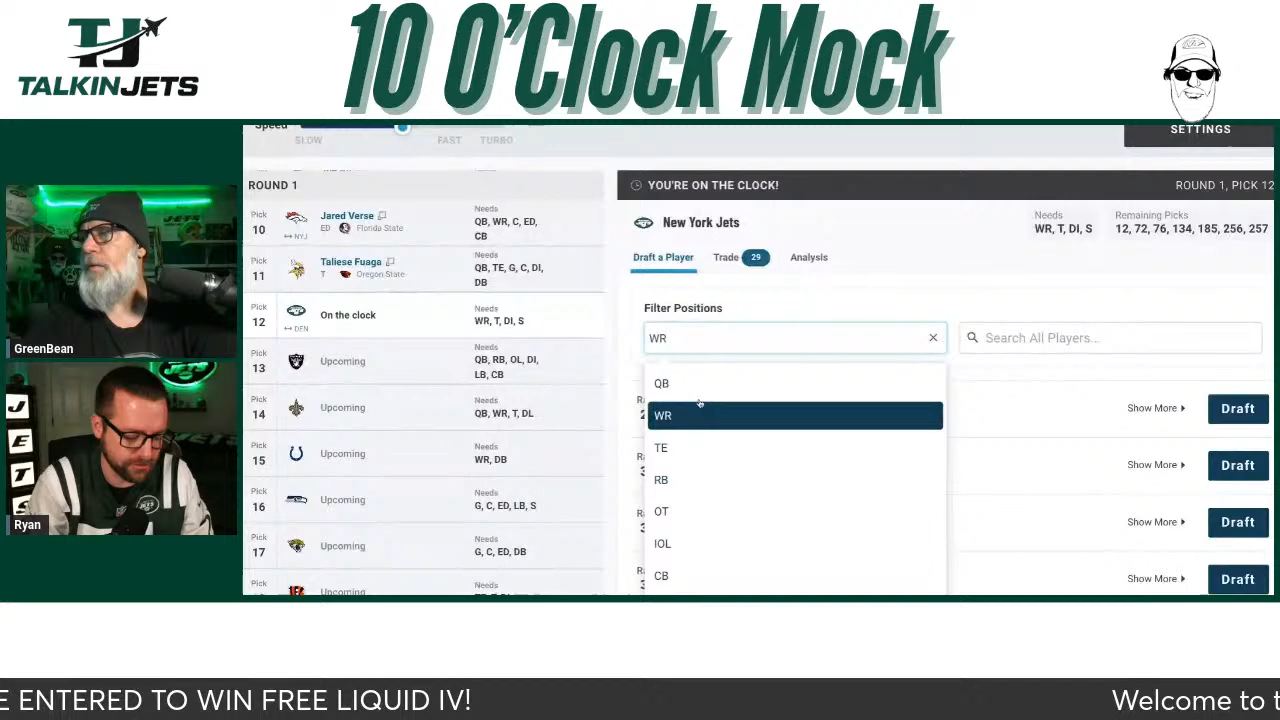 TJ
TALKINJETS
10 O'Clock Mock
Speed
SLOW
FAST
TURBO
SETTINGS
ROUND 1
Pick
10
NYJ
Jared Verse
ED
Florida State
Needs
QB, WR, C, ED,
CB
Pick
11
Taliese Fuaga
T
Oregon State
Needs
QB, TE, G, C, DI,
DB
Pick
12
DEN
On the clock
Needs
WR, T, DI, S
Pick
13
Upcoming
Needs
QB, RB, OL, DI,
LB, CB
Pick
14
Upcoming
Needs
QB, WR, T, DL
Pick
15
Upcoming
Needs
WR, DB
Pick
16
Upcoming
Needs
G, C, ED, LB, S
Pick
17
Upcoming
Needs
G, C, ED, DB
Pick
Upcoming
Needs
YOU'RE ON THE CLOCK!
ROUND 1, PICK 12
New York Jets
Needs
WR, T, DI, S
Remaining Picks
12, 72, 76, 134, 185, 256, 257
Draft a Player
Trade 29
Analysis
Filter Positions
WR
Search All Players...
QB
WR
TE
RB
OT
IOL
CB
Show More
Draft
Show More
Draft
Show More
Draft
Show More
Draft
GreenBean
JETS
Ryan
E ENTERED TO WIN FREE LIQUID IV!
Welcome to t